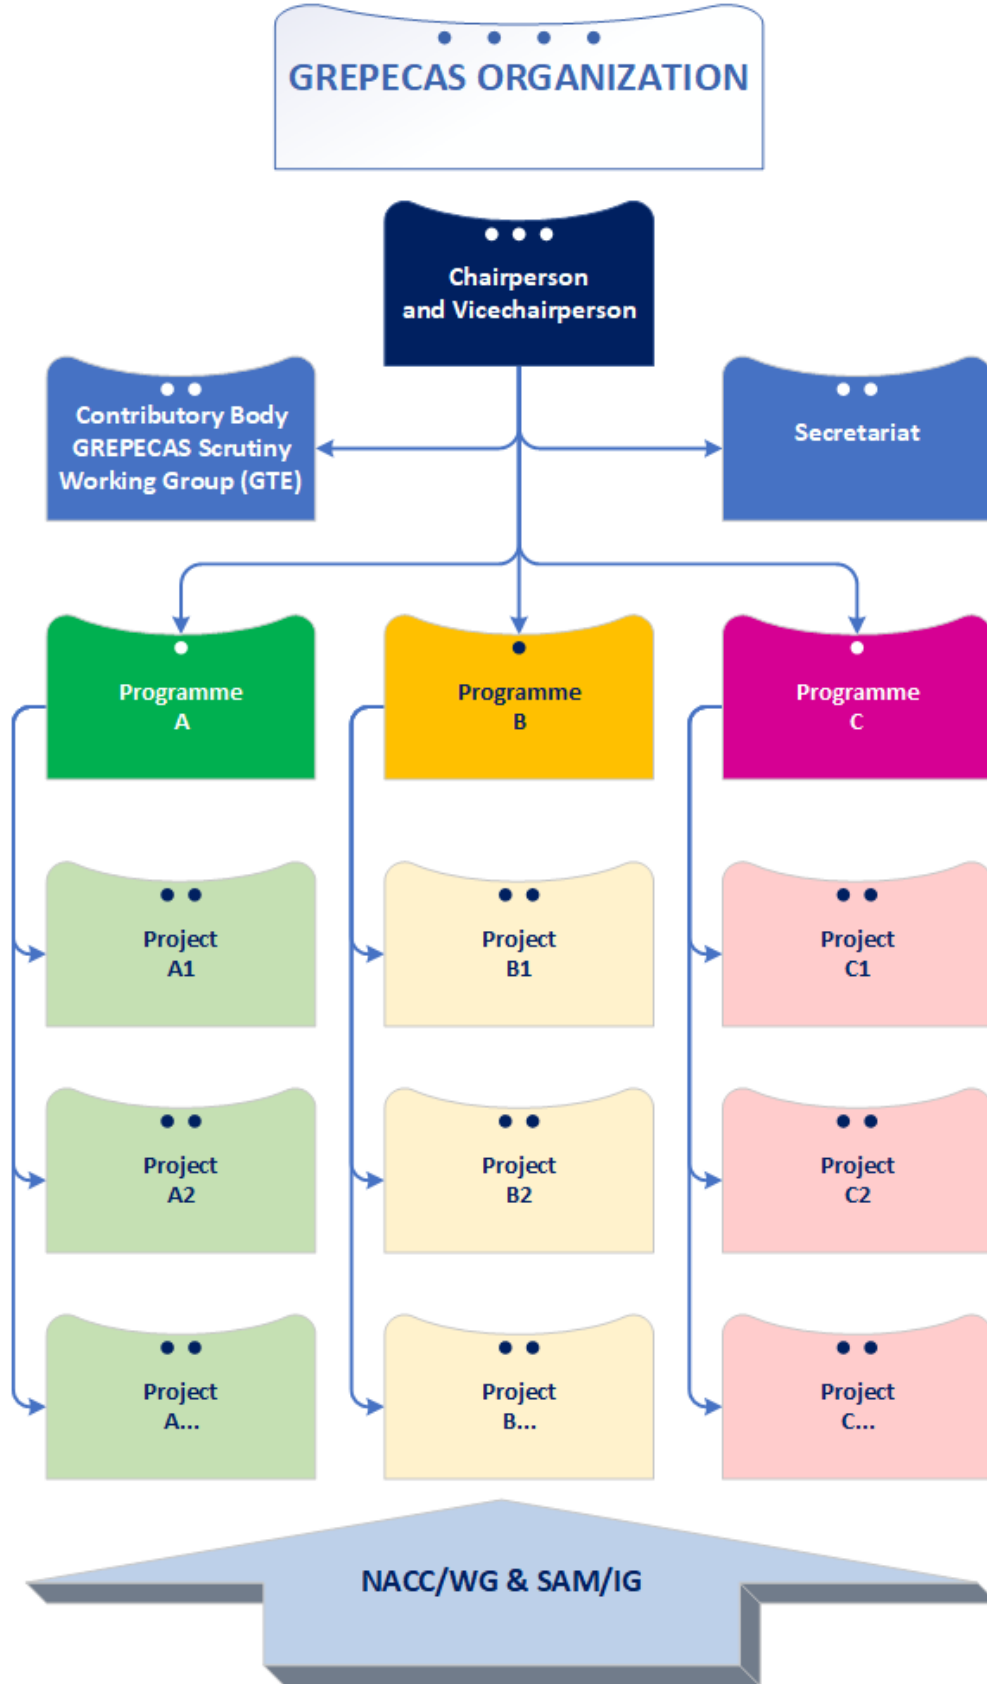 GREPECAS ORGANIZATION
Chairperson
and Vicechairperson
Contributory Body
GREPECAS Scrutiny
Working Group (GTE)
Secretariat
Programme
A
Programme
B
Programme
C
Project
A1
Project
B1
Project
C1
Project
A2
Project
B2
Project
C2
Project
A...
Project
B...
Project
C...
NACC/WG & SAM/IG